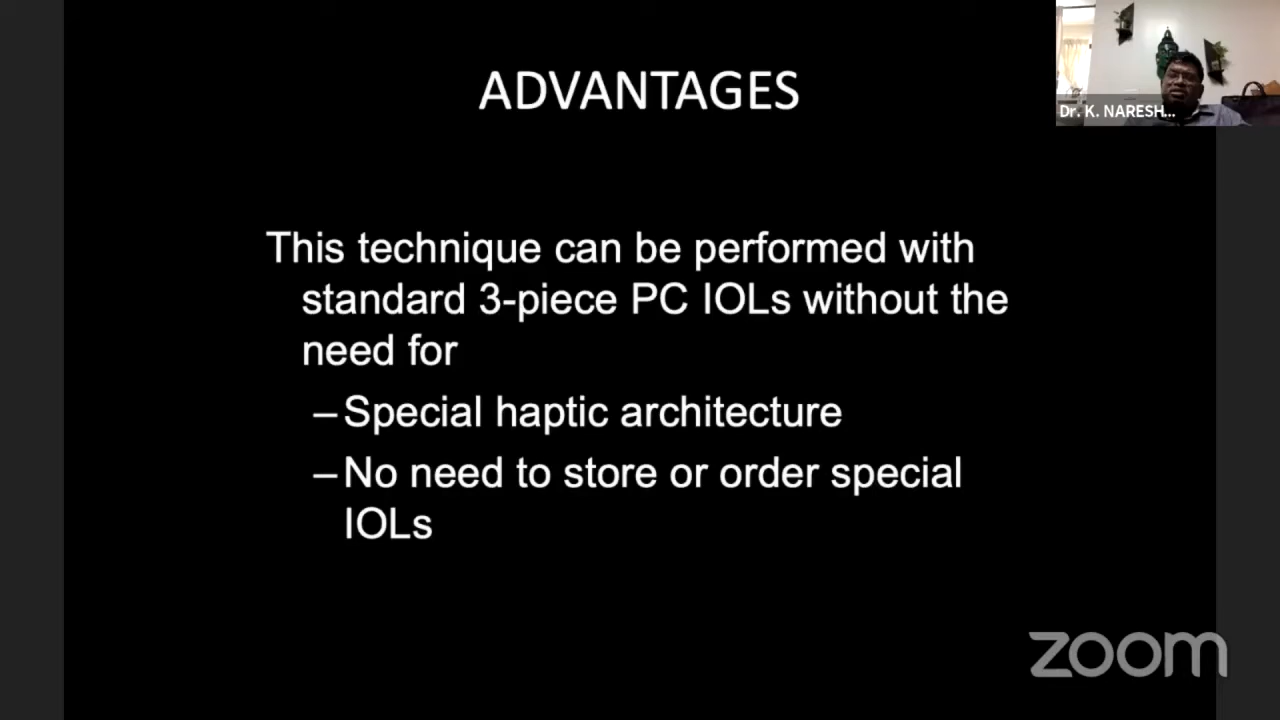 ADVANTAGES
Dr. K. NARESH...
This technique can be performed with
standard 3-piece PC IOLs without the
need for
–Special haptic architecture
–No need to store or order special
IOLs
zoom